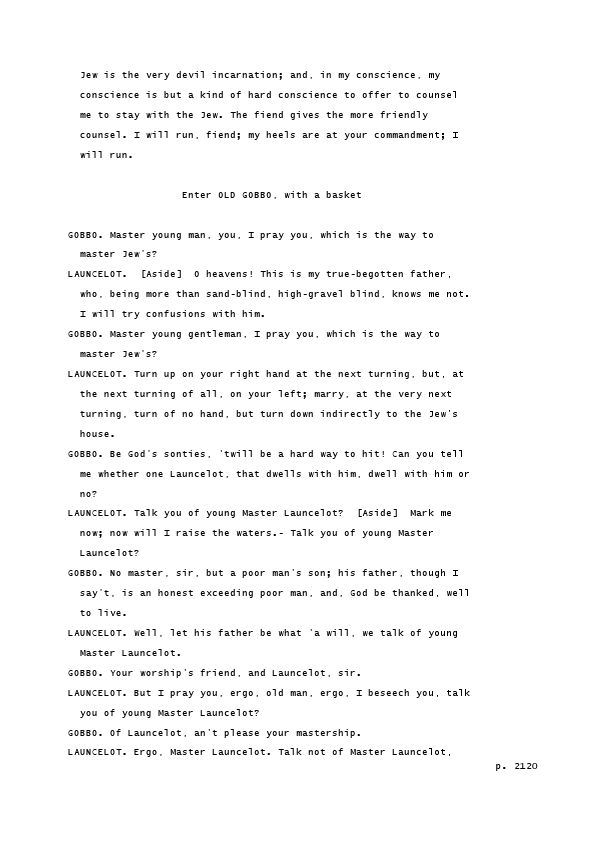 Jew is the very devil incarnation; and, in my conscience, my
conscience is but a kind of hard conscience to offer to counsel
me to stay with the Jew. The fiend gives the more friendly
counsel. I will run, fiend; my heels are at your commandment; I
will run.
Enter OLD GOBBO, with a basket
GOBBO. Master young man, you, I pray you, which is the way to
master Jew's?
LAUNCELOT.  [Aside]  O heavens! This is my true-begotten father,
who, being more than sand-blind, high-gravel blind, knows me not.
I will try confusions with him.
GOBBO. Master young gentleman, I pray you, which is the way to
master Jew's?
LAUNCELOT. Turn up on your right hand at the next turning, but, at
the next turning of all, on your left; marry, at the very next
turning, turn of no hand, but turn down indirectly to the Jew's
house.
GOBBO. Be God's sonties, 'twill be a hard way to hit! Can you tell
me whether one Launcelot, that dwells with him, dwell with him or
no?
LAUNCELOT. Talk you of young Master Launcelot?  [Aside]  Mark me
now; now will I raise the waters.- Talk you of young Master
Launcelot?
GOBBO. No master, sir, but a poor man's son; his father, though I
say't, is an honest exceeding poor man, and, God be thanked, well
to live.
LAUNCELOT. Well, let his father be what 'a will, we talk of young
Master Launcelot.
GOBBO. Your worship's friend, and Launcelot, sir.
LAUNCELOT. But I pray you, ergo, old man, ergo, I beseech you, talk
you of young Master Launcelot?
GOBBO. Of Launcelot, an't please your mastership.
LAUNCELOT. Ergo, Master Launcelot. Talk not of Master Launcelot,
p. 2120